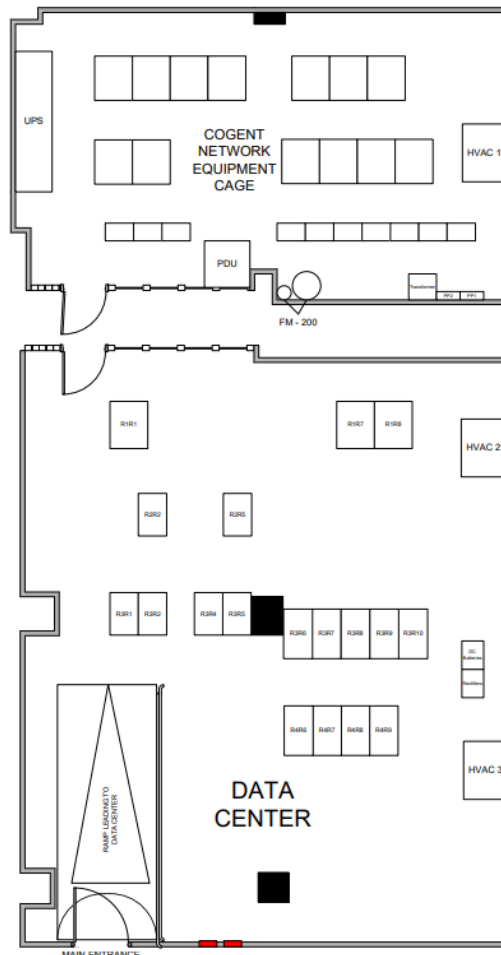 UPS
COGENT
NETWORK
EQUIPMENT
CAGE
HVAC 1
PDU
Transformer
PP2
PP1
FM - 200
R1R1
R1R7
R1R8
HVAC 2
R2R2
R2R5
R3R1
R3R2
R3R4
R3R5
R3R6
R3R7
R3R8
R3R9
R3R10
DC
Batteries
Rectifiers
R4R6
R4R7
R4R8
R4R9
HVAC 3
DATA
CENTER
RAMP LEADING TO
DATA CENTER
MAIN ENTRANCE